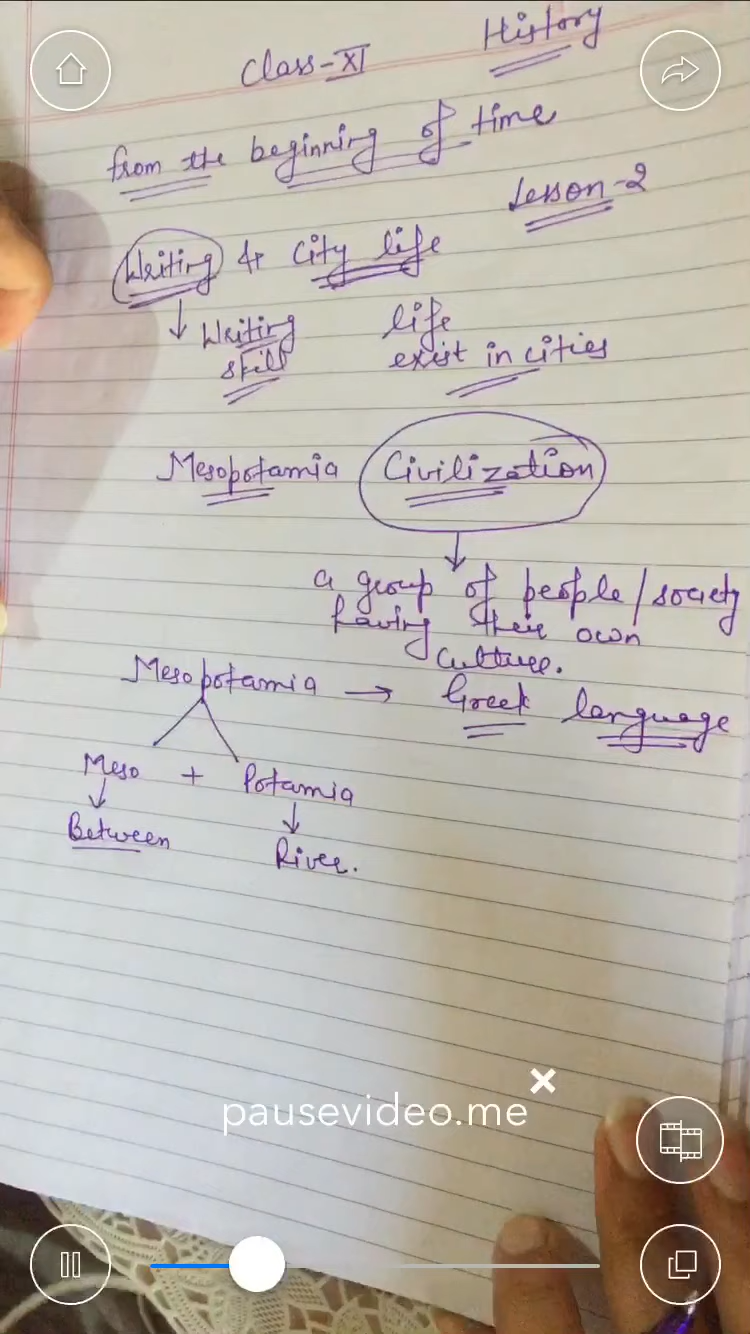 History
Class-XI
from the beginning of time
Lesson-2
Writing & City life
Writing skill
life exist in cities
Mesopotamia Civilization
a group of people/society
having their own
culture.
Mesopotamia → Greek language
Meso + Potamia
Between
River.
pausevideo.me